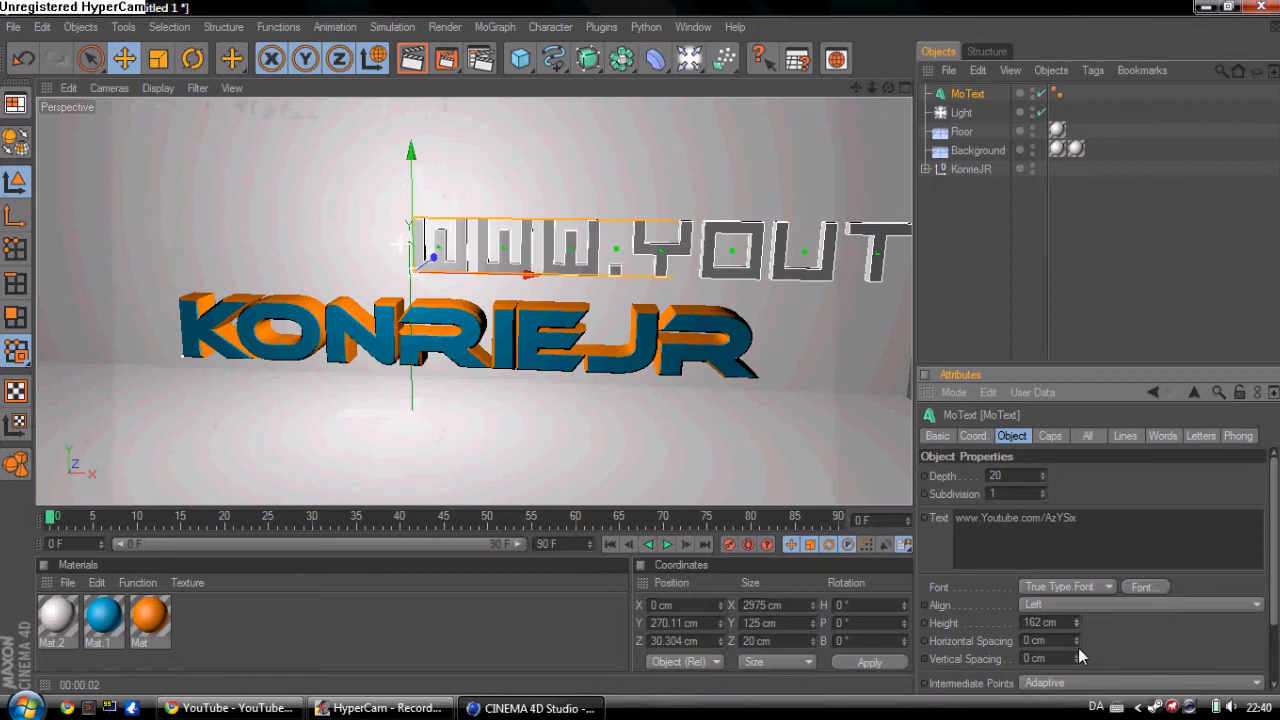 Unregistered HyperCam
itled 1 *]
File Edit Objects Tools Selection Structure Functions Animation Simulation Render MoGraph Character Plugins Python Window Help
Edit Cameras Display Filter View
Perspective
Y
WWW.YOUT
KONRIEJR
Y
Z
X
0 5 10 15 20 25 30 35 40 45 50 55 60 65 70 75 80 85 90 0 F
0 F 0 F 90 F 90 F
Materials
File Edit Function Texture
Mat.2 Mat.1 Mat
Coordinates
Position Size Rotation
X 0 cm X 2975 cm H 0 °
Y 270.11 cm Y 125 cm P 0 °
Z 30.304 cm Z 20 cm B 0 °
Object (Rel) Size Apply
00:00:02
MAXON CINEMA 4D
Objects Structure
File Edit View Objects Tags Bookmarks
MoText
Light
Floor
Background
KonrieJR
Attributes
Mode Edit User Data
MoText [MoText]
Basic Coord. Object Caps All Lines Words Letters Phong
Object Properties
Depth . . . . 20
Subdivision 1
Text www.Youtube.com/AzYSix
Font . . . . . . . . . . . True Type Font Font...
Align . . . . . . . . . . . Left
Height . . . . . . . . . 162 cm
Horizontal Spacing 0 cm
Vertical Spacing . . 0 cm
Intermediate Points Adaptive
YouTube - YouTube - ... HyperCam - Record... CINEMA 4D Studio - ... DA 22:40